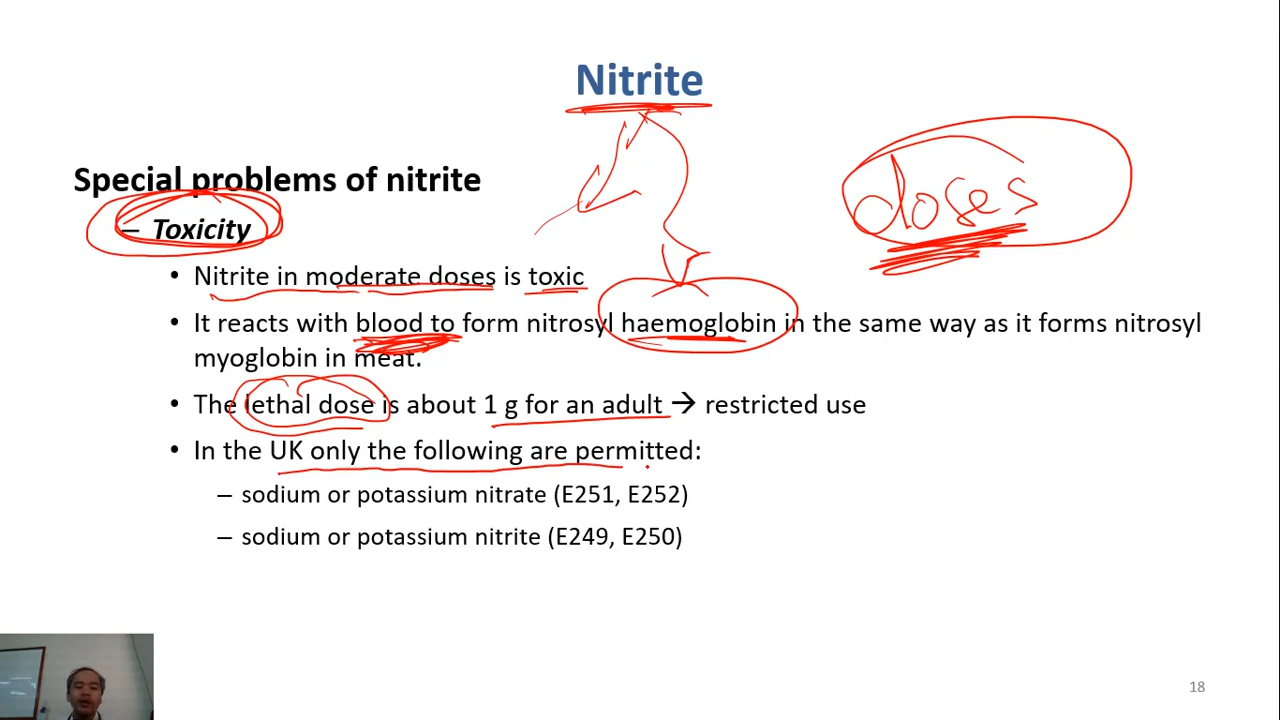 Nitrite
Special problems of nitrite
– Toxicity
doses
• Nitrite in moderate doses is toxic
• It reacts with blood to form nitrosyl haemoglobin in the same way as it forms nitrosyl
myoglobin in meat.
• The lethal dose is about 1 g for an adult → restricted use
• In the UK only the following are permitted:
– sodium or potassium nitrate (E251, E252)
– sodium or potassium nitrite (E249, E250)
18